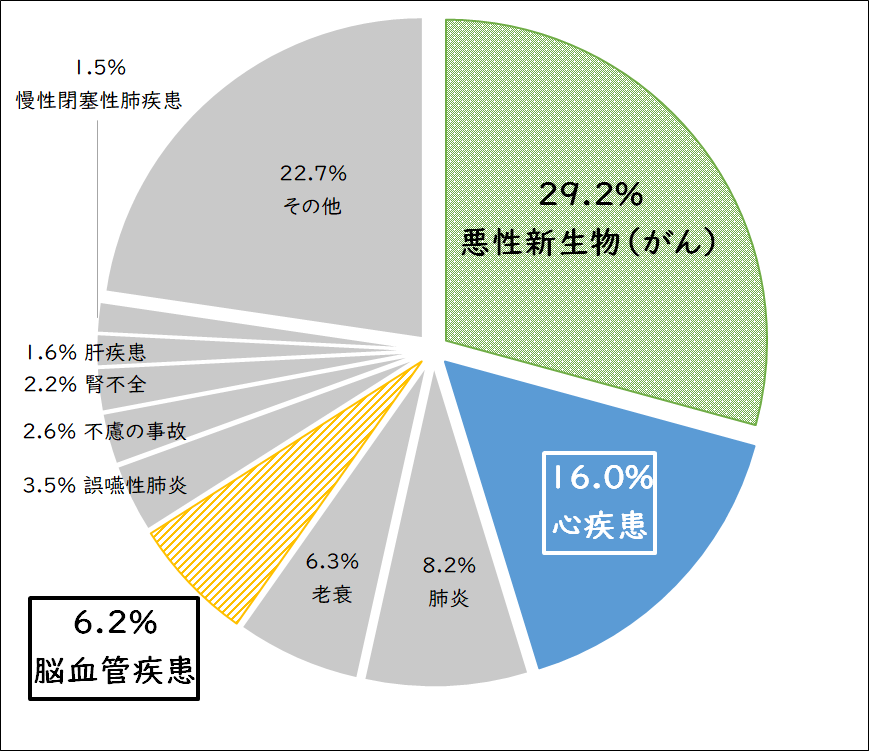 1.5%
慢性閉塞性肺疾患
22.7%
その他
29.2%
悪性新生物(がん)
1.6% 肝疾患
2.2% 腎不全
2.6% 不慮の事故
3.5% 誤嚥性肺炎
16.0%
心疾患
6.3%
老衰
8.2%
肺炎
6.2%
脳血管疾患